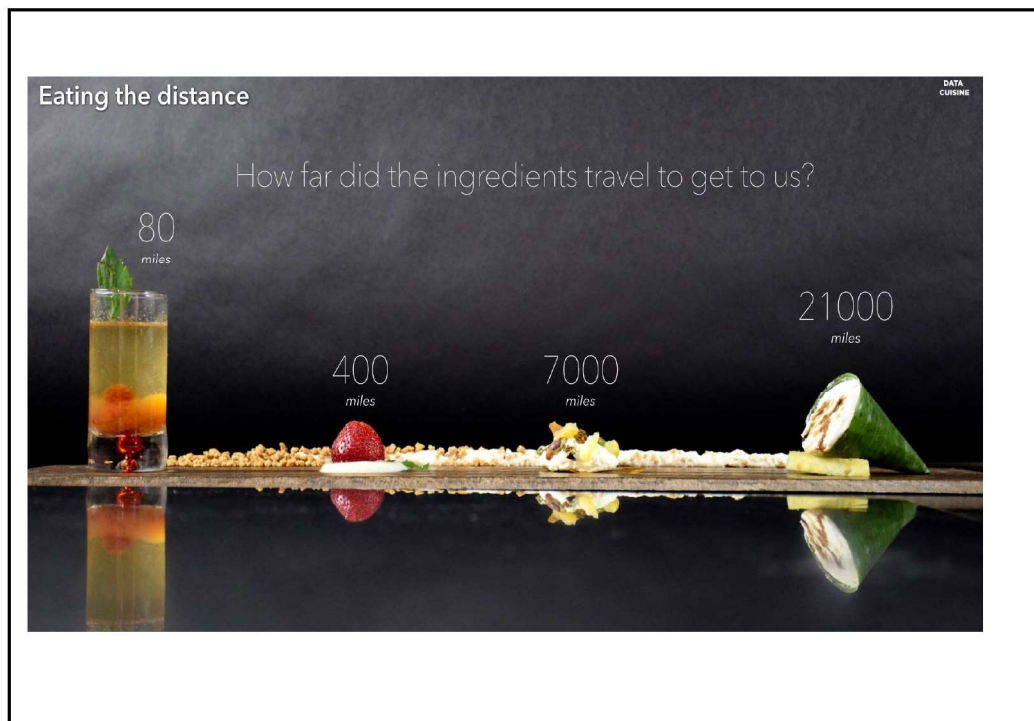 Eating the distance
DATA
CUISINE
How far did the ingredients travel to get to us?
80
miles
400
miles
7000
miles
21000
miles